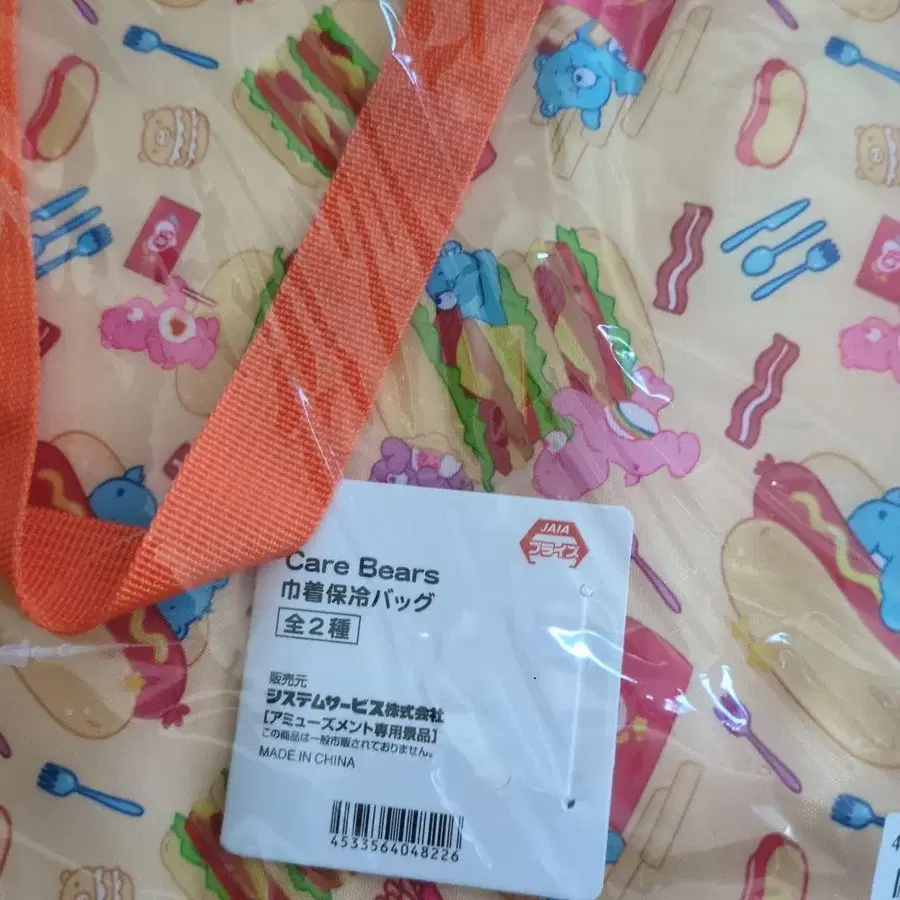 JAIA
プライズ
Care Bears
巾着保冷バッグ
全2種
販売元
システムサービス株式会社
[アミューズメント専用景品]
この商品は一般市販されておりません。
MADE IN CHINA
4533564048226
4